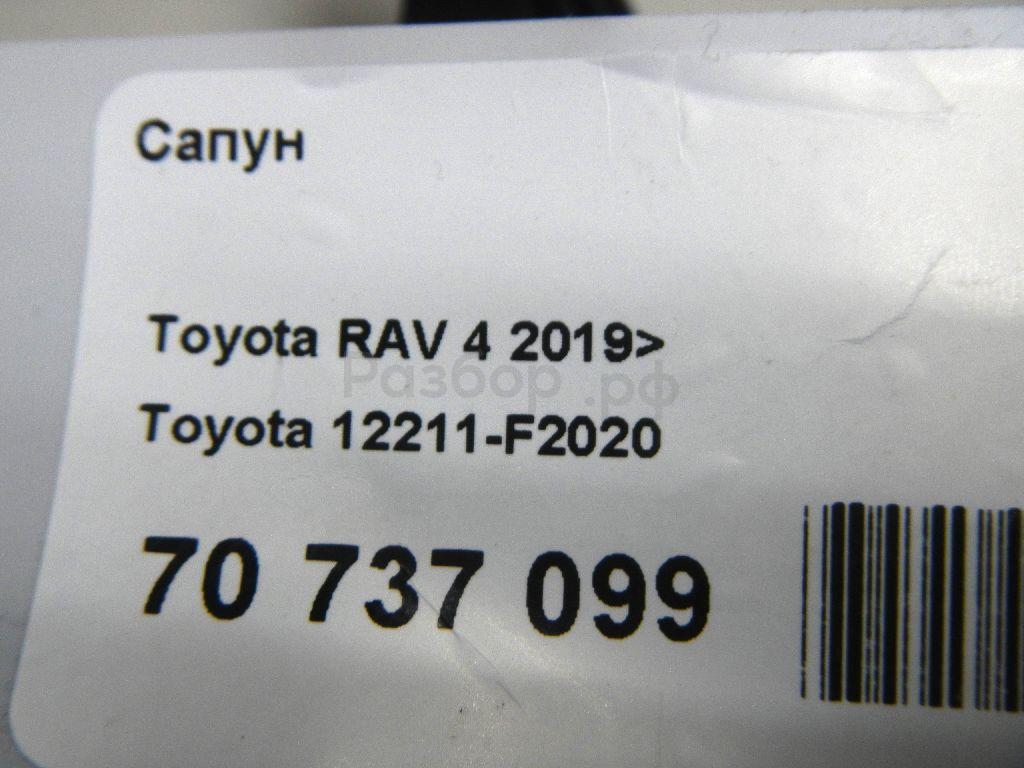 Сапун
Toyota RAV 4 2019>
Разбор.рф
Toyota 12211-F2020
70 737 099